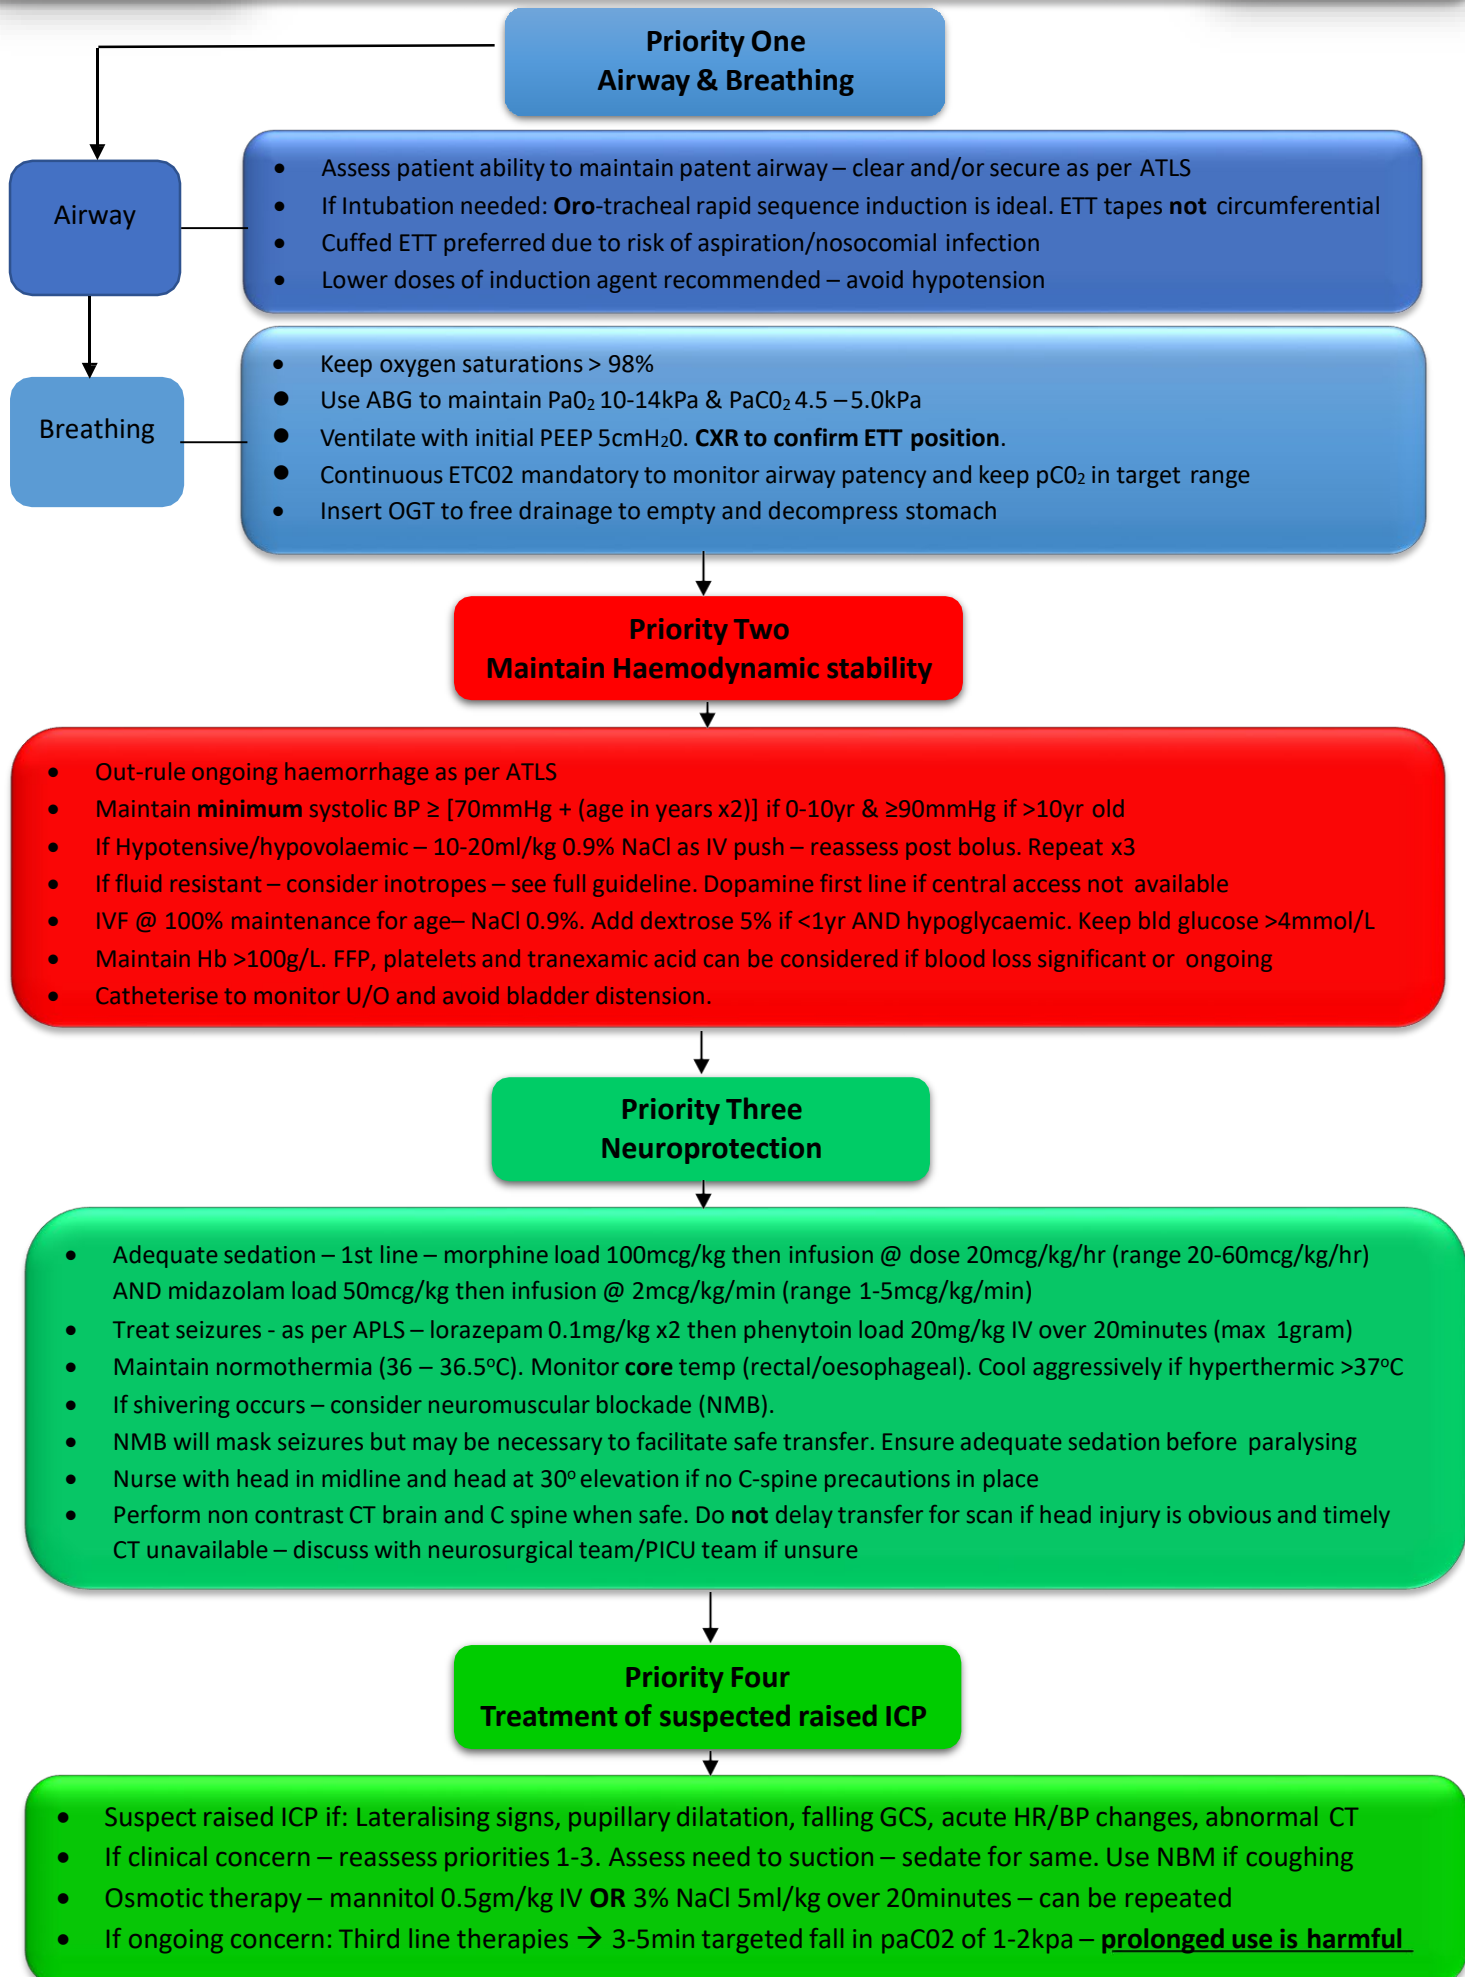 Priority One
Airway & Breathing
Airway
• Assess patient ability to maintain patent airway – clear and/or secure as per ATLS
• If Intubation needed: Oro-tracheal rapid sequence induction is ideal. ETT tapes not circumferential
• Cuffed ETT preferred due to risk of aspiration/nosocomial infection
• Lower doses of induction agent recommended – avoid hypotension
Breathing
• Keep oxygen saturations > 98%
• Use ABG to maintain Pa0₂ 10-14kPa & PaC0₂ 4.5 – 5.0kPa
• Ventilate with initial PEEP 5cmH₂0. CXR to confirm ETT position.
• Continuous ETC02 mandatory to monitor airway patency and keep pC0₂ in target range
• Insert OGT to free drainage to empty and decompress stomach
Priority Two
Maintain Haemodynamic stability
• Out-rule ongoing haemorrhage as per ATLS
• Maintain minimum systolic BP ≥ [70mmHg + (age in years x2)] if 0-10yr & ≥90mmHg if >10yr old
• If Hypotensive/hypovolaemic – 10-20ml/kg 0.9% NaCl as IV push – reassess post bolus. Repeat x3
• If fluid resistant – consider inotropes – see full guideline. Dopamine first line if central access not available
• IVF @ 100% maintenance for age– NaCl 0.9%. Add dextrose 5% if <1yr AND hypoglycaemic. Keep bld glucose >4mmol/L
• Maintain Hb >100g/L. FFP, platelets and tranexamic acid can be considered if blood loss significant or ongoing
• Catheterise to monitor U/O and avoid bladder distension.
Priority Three
Neuroprotection
• Adequate sedation – 1st line – morphine load 100mcg/kg then infusion @ dose 20mcg/kg/hr (range 20-60mcg/kg/hr)
AND midazolam load 50mcg/kg then infusion @ 2mcg/kg/min (range 1-5mcg/kg/min)
• Treat seizures - as per APLS – lorazepam 0.1mg/kg x2 then phenytoin load 20mg/kg IV over 20minutes (max 1gram)
• Maintain normothermia (36 – 36.5ºC). Monitor core temp (rectal/oesophageal). Cool aggressively if hyperthermic >37ºC
• If shivering occurs – consider neuromuscular blockade (NMB).
• NMB will mask seizures but may be necessary to facilitate safe transfer. Ensure adequate sedation before paralysing
• Nurse with head in midline and head at 30º elevation if no C-spine precautions in place
• Perform non contrast CT brain and C spine when safe. Do not delay transfer for scan if head injury is obvious and timely
CT unavailable – discuss with neurosurgical team/PICU team if unsure
Priority Four
Treatment of suspected raised ICP
• Suspect raised ICP if: Lateralising signs, pupillary dilatation, falling GCS, acute HR/BP changes, abnormal CT
• If clinical concern – reassess priorities 1-3. Assess need to suction – sedate for same. Use NBM if coughing
• Osmotic therapy – mannitol 0.5gm/kg IV OR 3% NaCl 5ml/kg over 20minutes – can be repeated
• If ongoing concern: Third line therapies → 3-5min targeted fall in paC02 of 1-2kpa – prolonged use is harmful